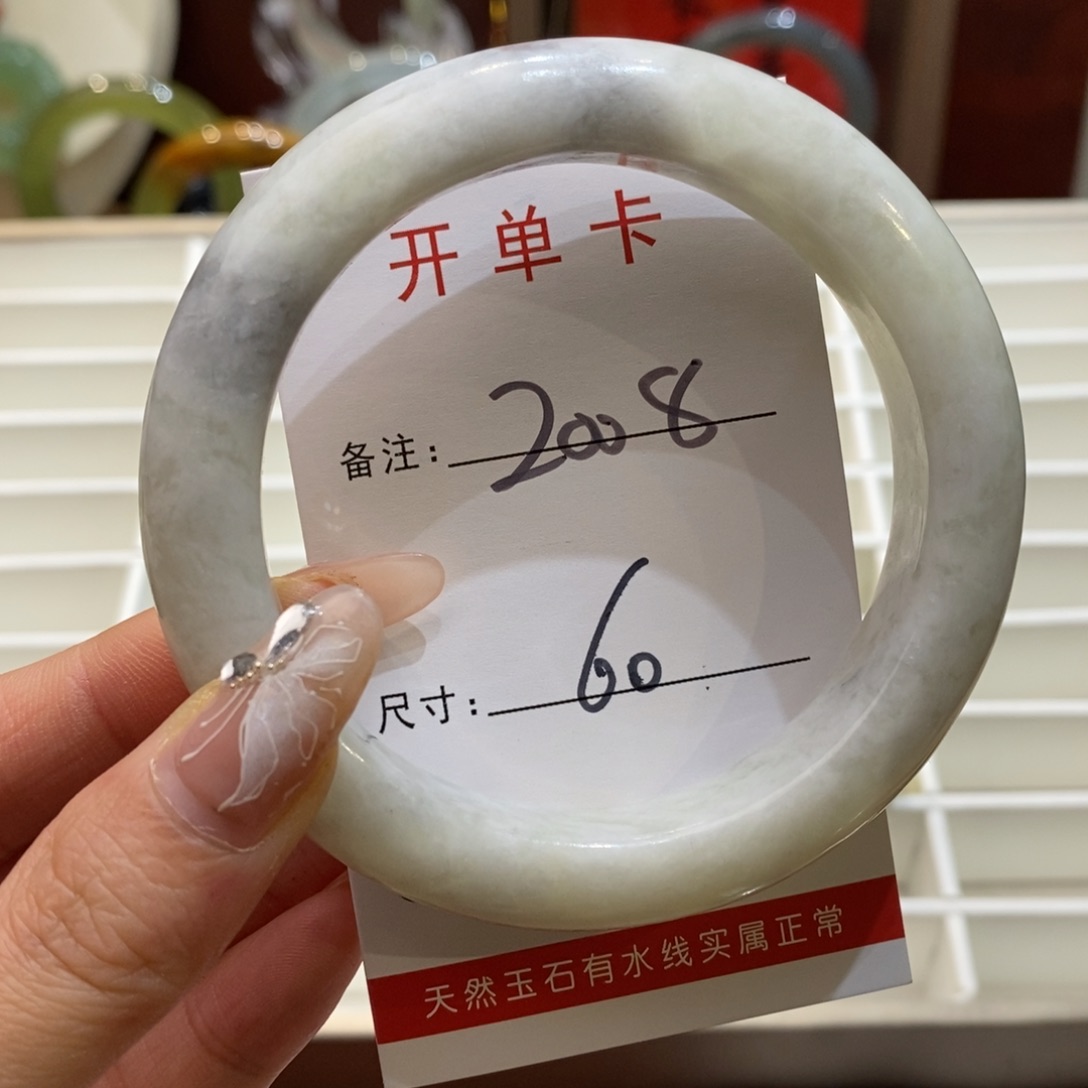 开单卡
备注: 2008
尺寸: 60
天然玉石有水线实属正常